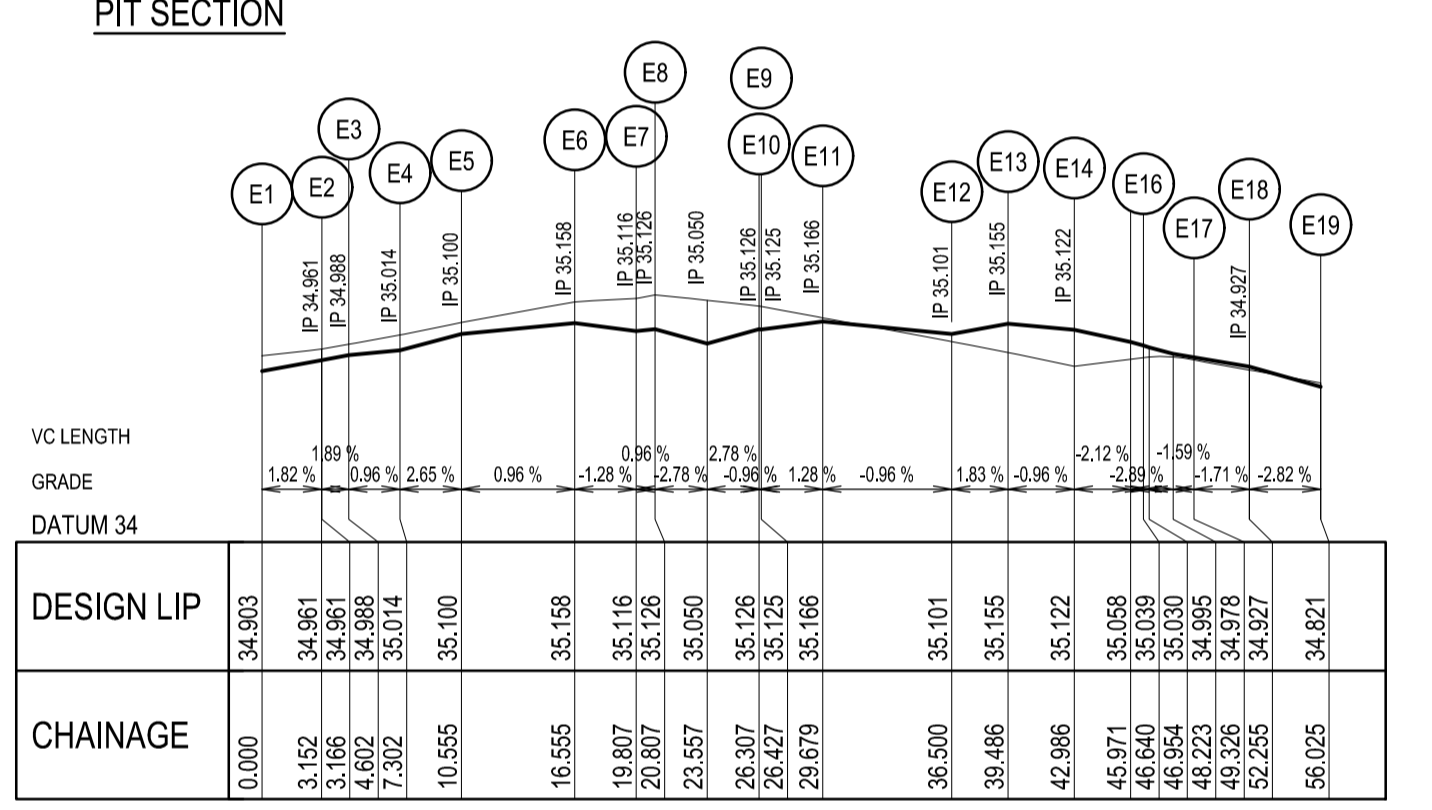 PIT SECTION
E8
E9
E3
E7
E6
E10
E5
E11
E13
E14
E4
E16
E2
E18
E12
E1
E17
E19
IP 34.961
IP 34.988
IP 35.014
IP 35.100
IP 35.158
IP 35.116
IP 35.126
IP 35.050
IP 35.126
IP 35.125
IP 35.166
IP 35.101
IP 35.155
IP 35.122
IP 34.927
VC LENGTH
1.89 % 0.96 % 2.78 % -2.12 % -1.59 %
GRADE 1.82 % 0.96 % 2.65 % 0.96 % -1.28 % -2.78 % -0.96 % 1.28 % -0.96 % 1.83 % -0.96 % -2.89 % -1.71 % -2.82 %
DATUM 34
DESIGN LIP 34.903 34.961 34.961 34.988 35.014 35.100 35.158 35.116 35.126 35.050 35.126 35.125 35.166 35.101 35.155 35.122 35.058 35.039 35.030 34.995 34.978 34.927 34.821
CHAINAGE 0.000 3.152 3.166 4.602 7.302 10.555 16.555 19.807 20.807 23.557 26.307 26.427 29.679 36.500 39.486 42.986 45.971 46.640 46.954 48.223 49.326 52.255 56.025